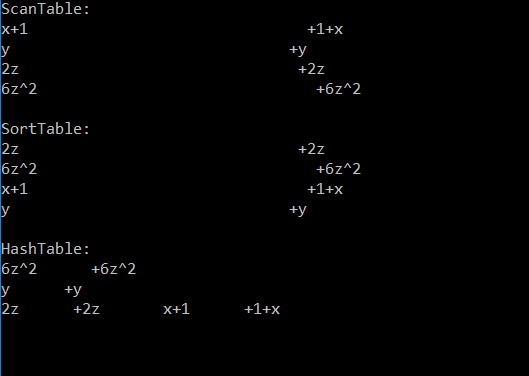 ScanTable:
x+1 +1+x
y +y
2z +2z
6z^2 +6z^2
SortTable:
2z +2z
6z^2 +6z^2
x+1 +1+x
y +y
HashTable:
6z^2 +6z^2
y +y
2z +2z x+1 +1+x